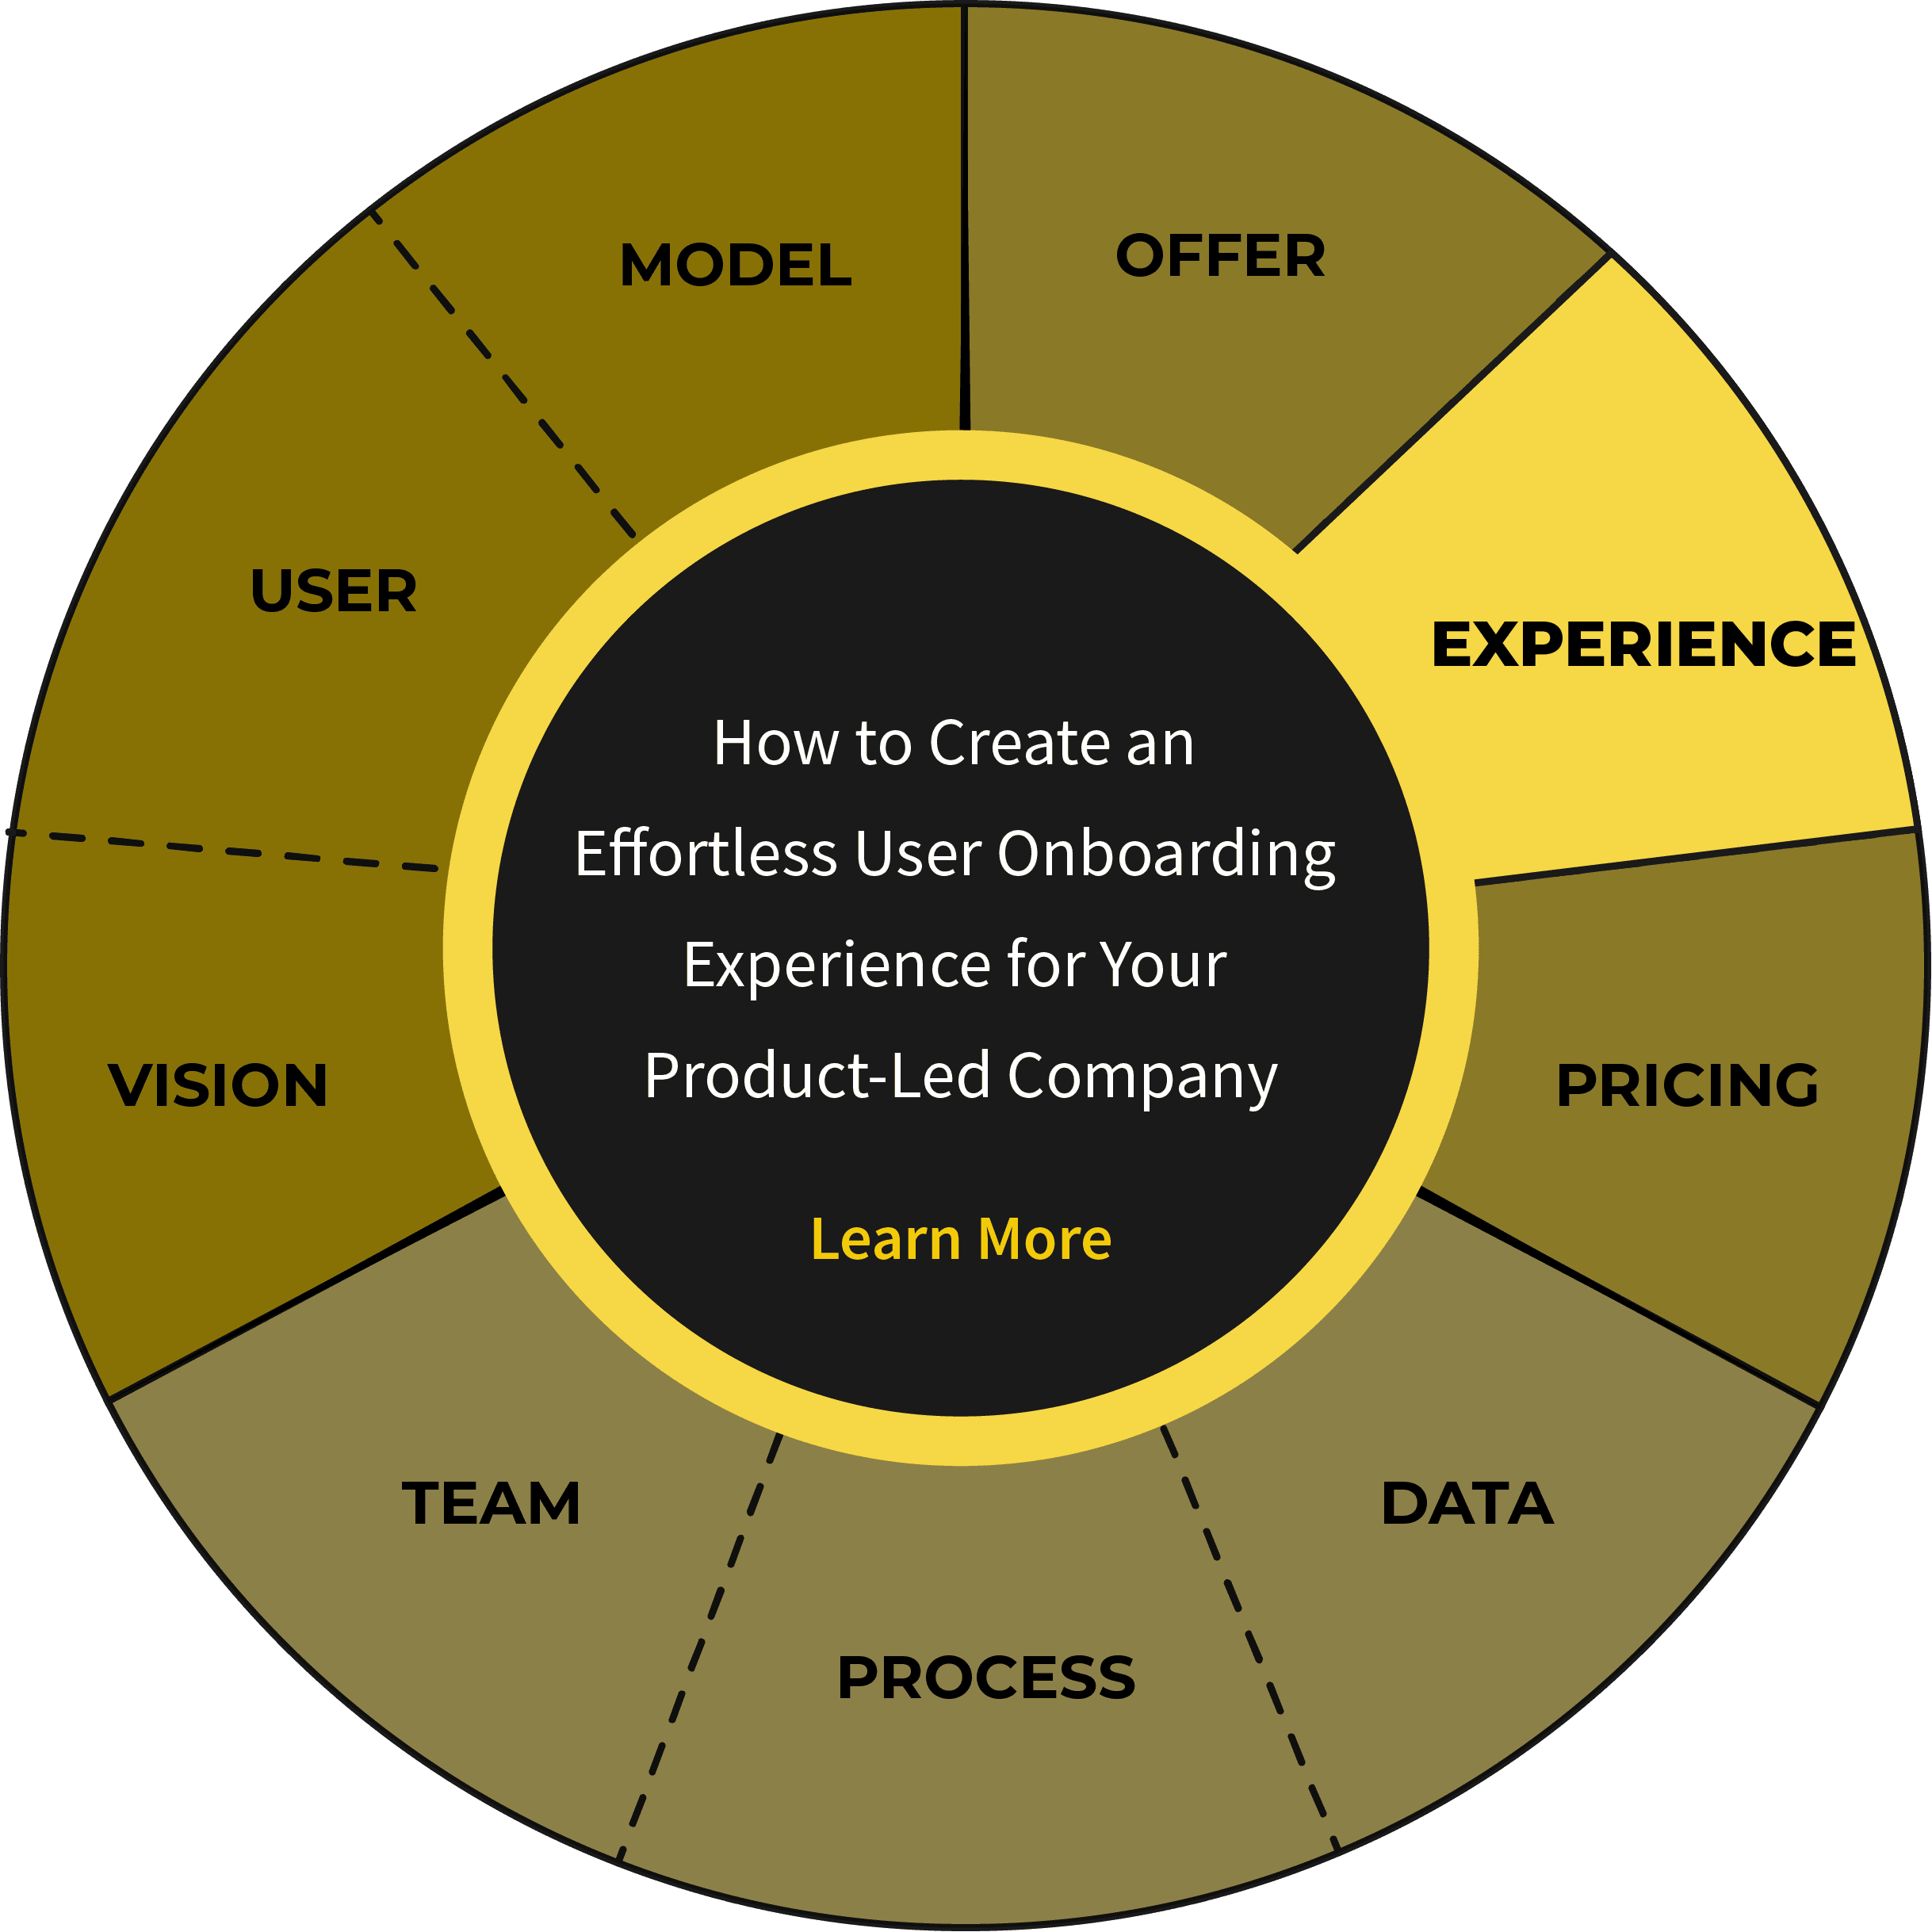 OFFER
MODEL
USER
EXPERIENCE
How to Create an
Effortless User Onboarding
Experience for Your
Product-Led Company
VISION
PRICING
Learn More
TEAM
DATA
PROCESS